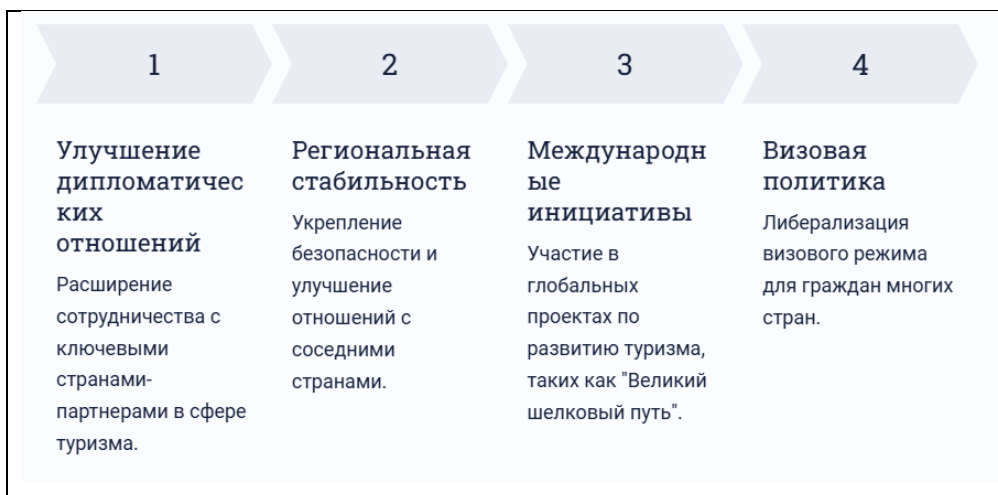 1
2
3
4
Улучшение
дипломатичес
ких
отношений
Расширение
сотрудничества с
ключевыми
странами-
партнерами в сфере
туризма.
Региональная
стабильность
Укрепление
безопасности и
улучшение
отношений с
соседними
странами.
Международн
ые
инициативы
Участие в
глобальных
проектах по
развитию туризма,
таких как "Великий
шелковый путь".
Визовая
политика
Либерализация
визового режима
для граждан многих
стран.